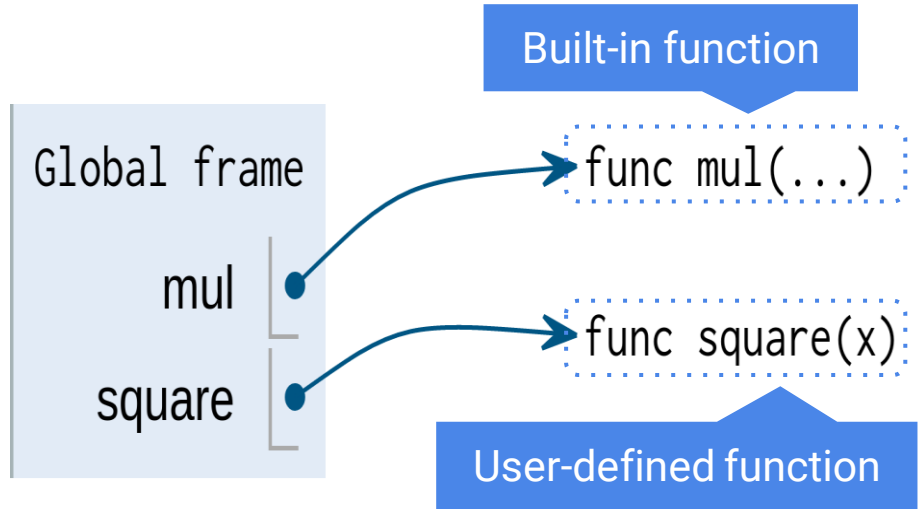 Built-in function
Global frame
func mul(...)
mul
func square(x)
square
User-defined function